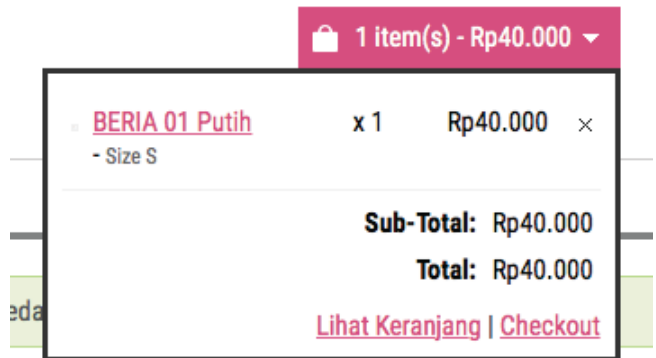 1 item(s) - Rp40.000
BERIA 01 Putih x 1 Rp40.000
- Size S
Sub-Total: Rp40.000
Total: Rp40.000
eda
Lihat Keranjang | Checkout